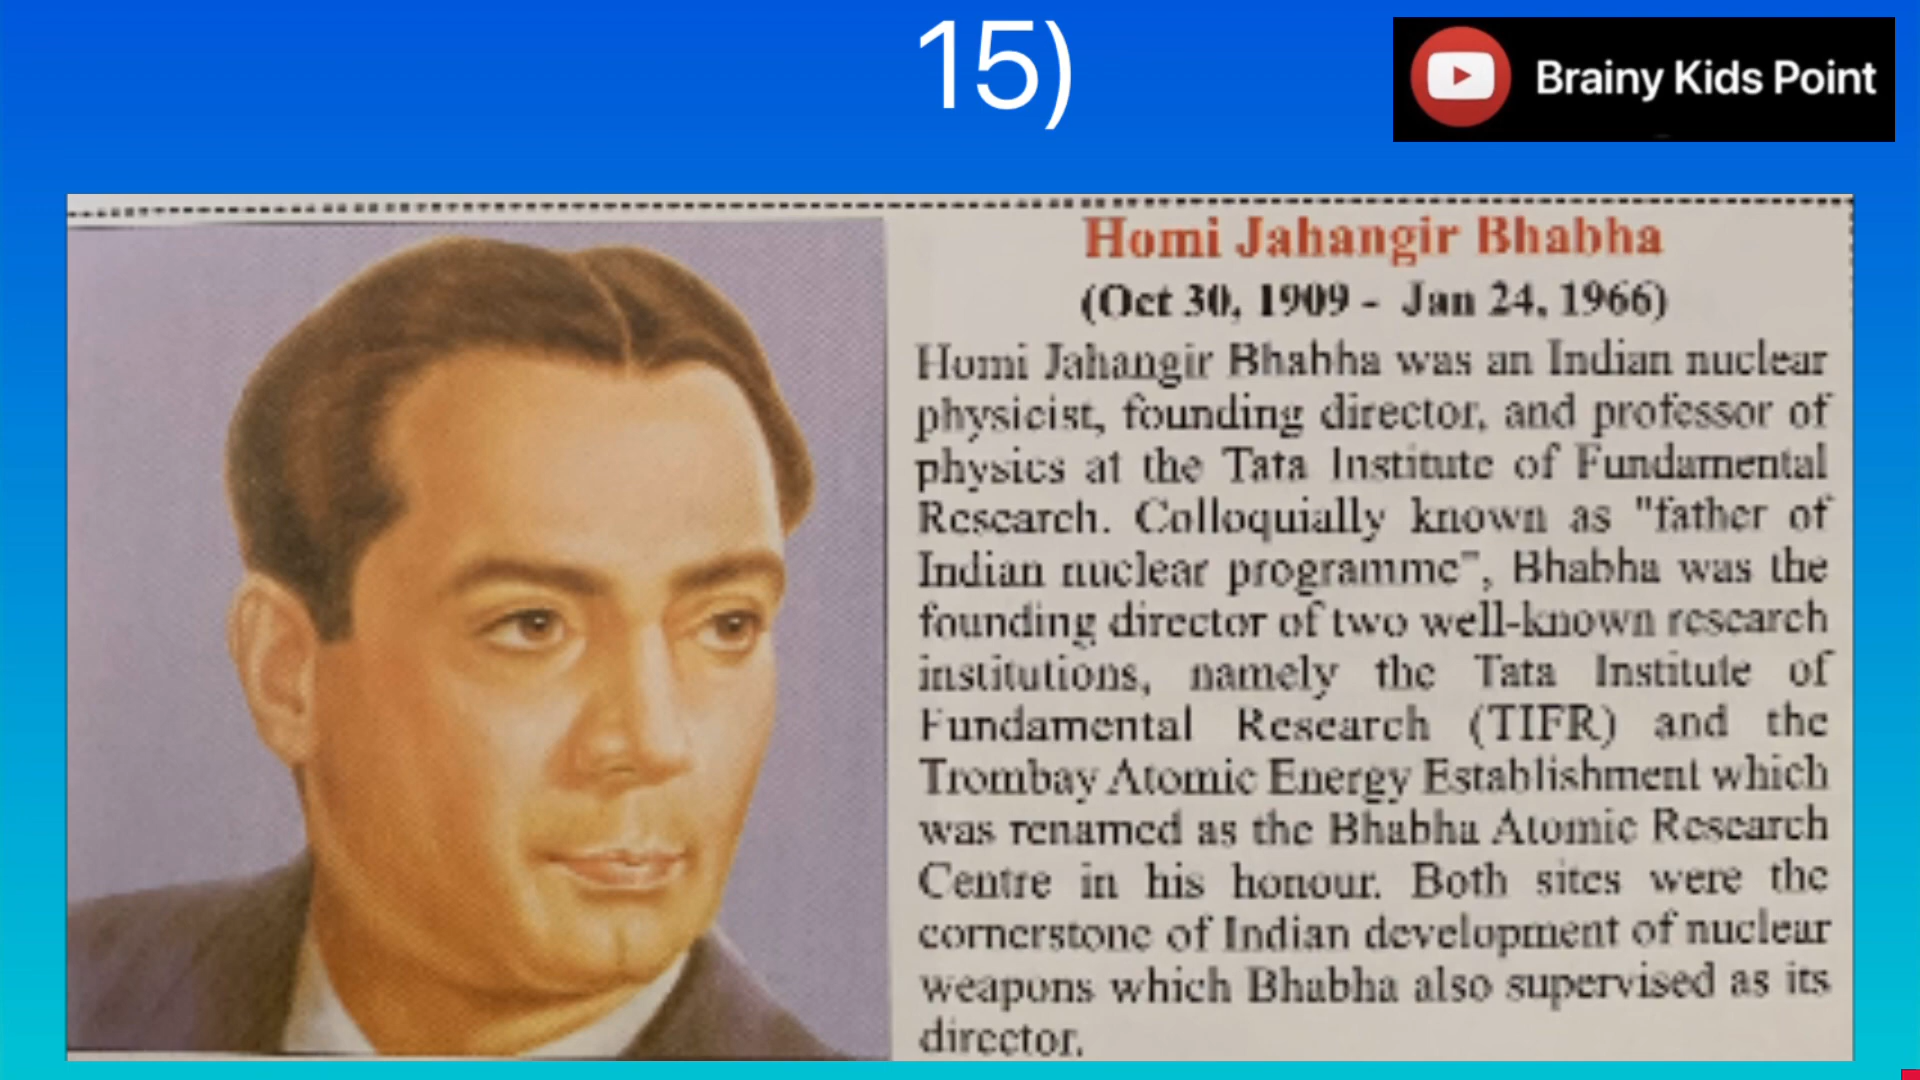 15)
Brainy Kids Point
Homi Jahangir Bhabha
(Oct 30, 1909 - Jan 24, 1966)
Homi Jahangir Bhabha was an Indian nuclear
physicist, founding director, and professor of
physics at the Tata Institute of Fundamental
Research. Colloquially known as "father of
Indian nuclear programme", Bhabha was the
founding director of two well-known research
institutions, namely the Tata Institute of
Fundamental Research (TIFR) and the
Trombay Atomic Energy Establishment which
was renamed as the Bhabha Atomic Research
Centre in his honour. Both sites were the
cornerstone of Indian development of nuclear
weapons which Bhabha also supervised as its
director.